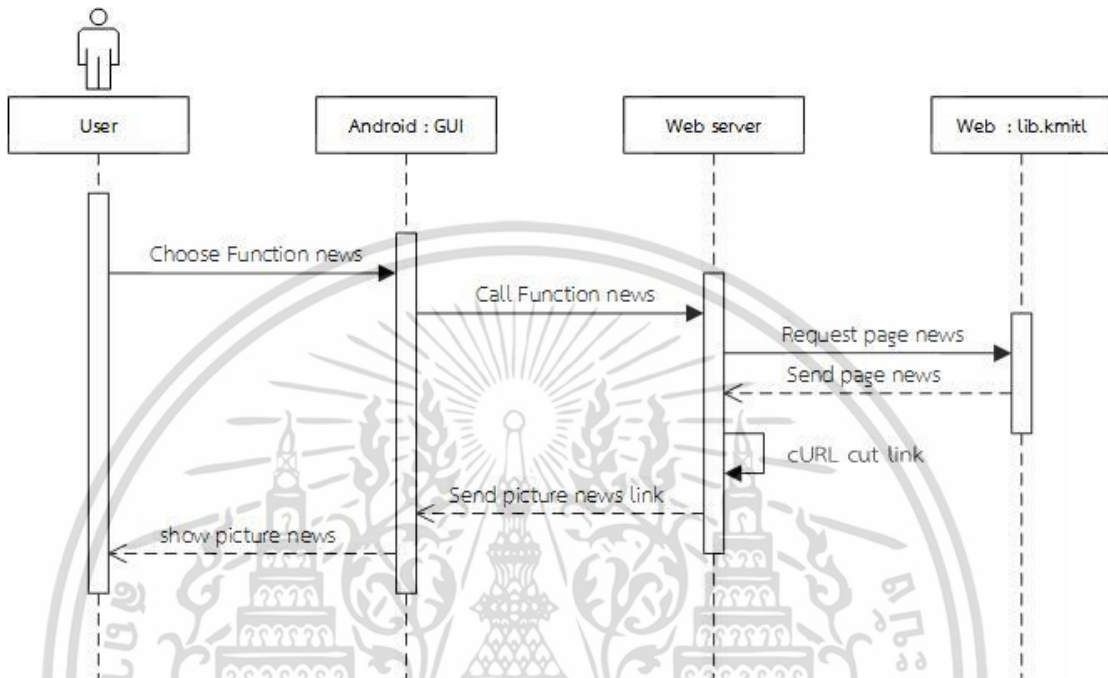 User
Android : GUI
Web server
Web : lib.kmitl
Choose Function news
Call Function news
Request page news
Send page news
cURL cut link
Send picture news link
show picture news